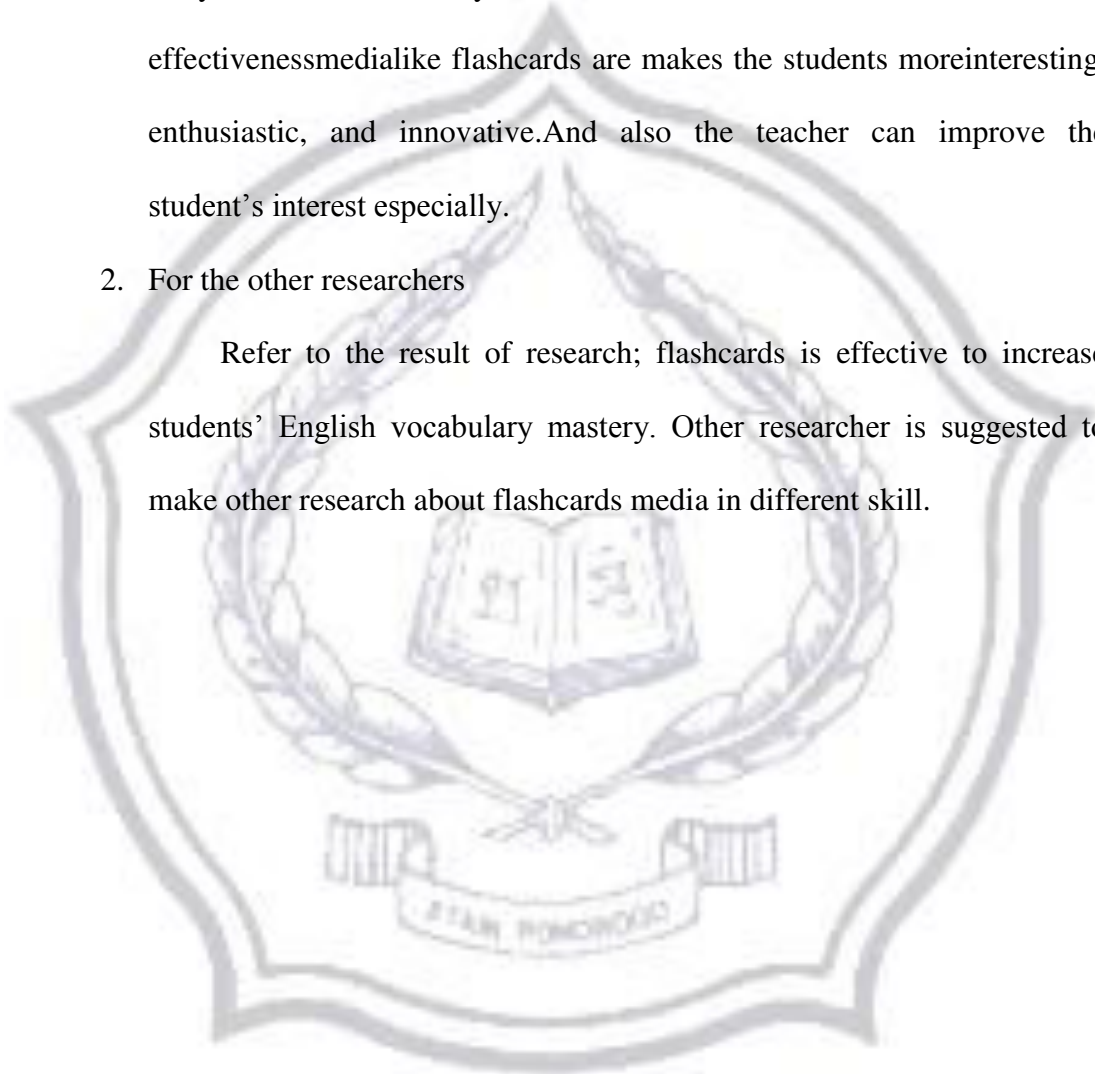 effectivenessmedialike flashcards are makes the students moreinteresting
enthusiastic, and innovative.And also the teacher can improve the
student's interest especially.
2. For the other researchers
Refer to the result of research; flashcards is effective to increase
students' English vocabulary mastery. Other researcher is suggested to
make other research about flashcards media in different skill.
STAIN PONOROGO